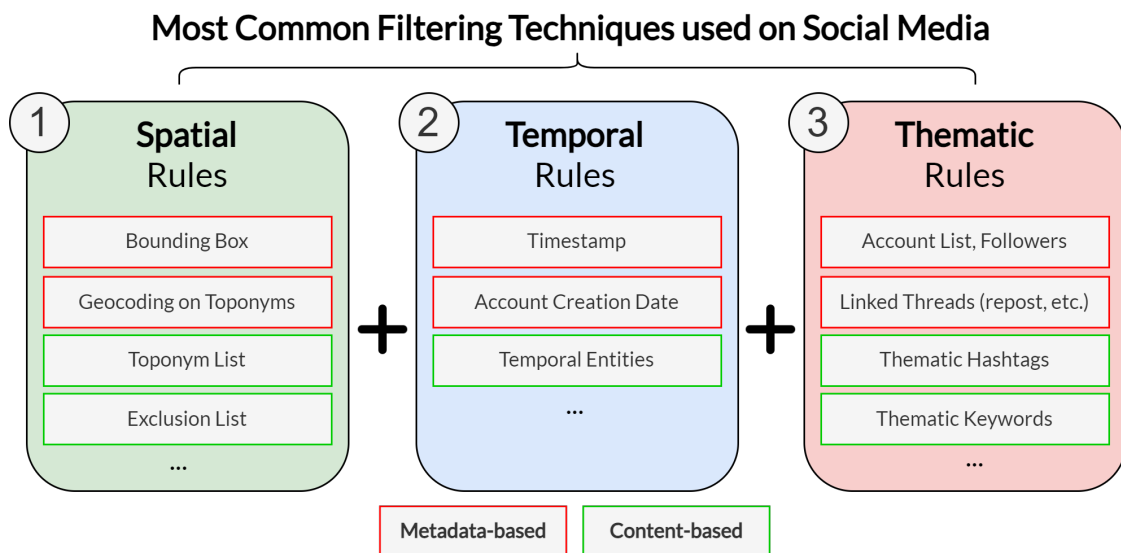 Most Common Filtering Techniques used on Social Media
1
Spatial
Rules
Bounding Box
Geocoding on Toponyms
Toponym List
Exclusion List
...
+
2
Temporal
Rules
Timestamp
Account Creation Date
Temporal Entities
...
+
3
Thematic
Rules
Account List, Followers
Linked Threads (repost, etc.)
Thematic Hashtags
Thematic Keywords
...
Metadata-based
Content-based